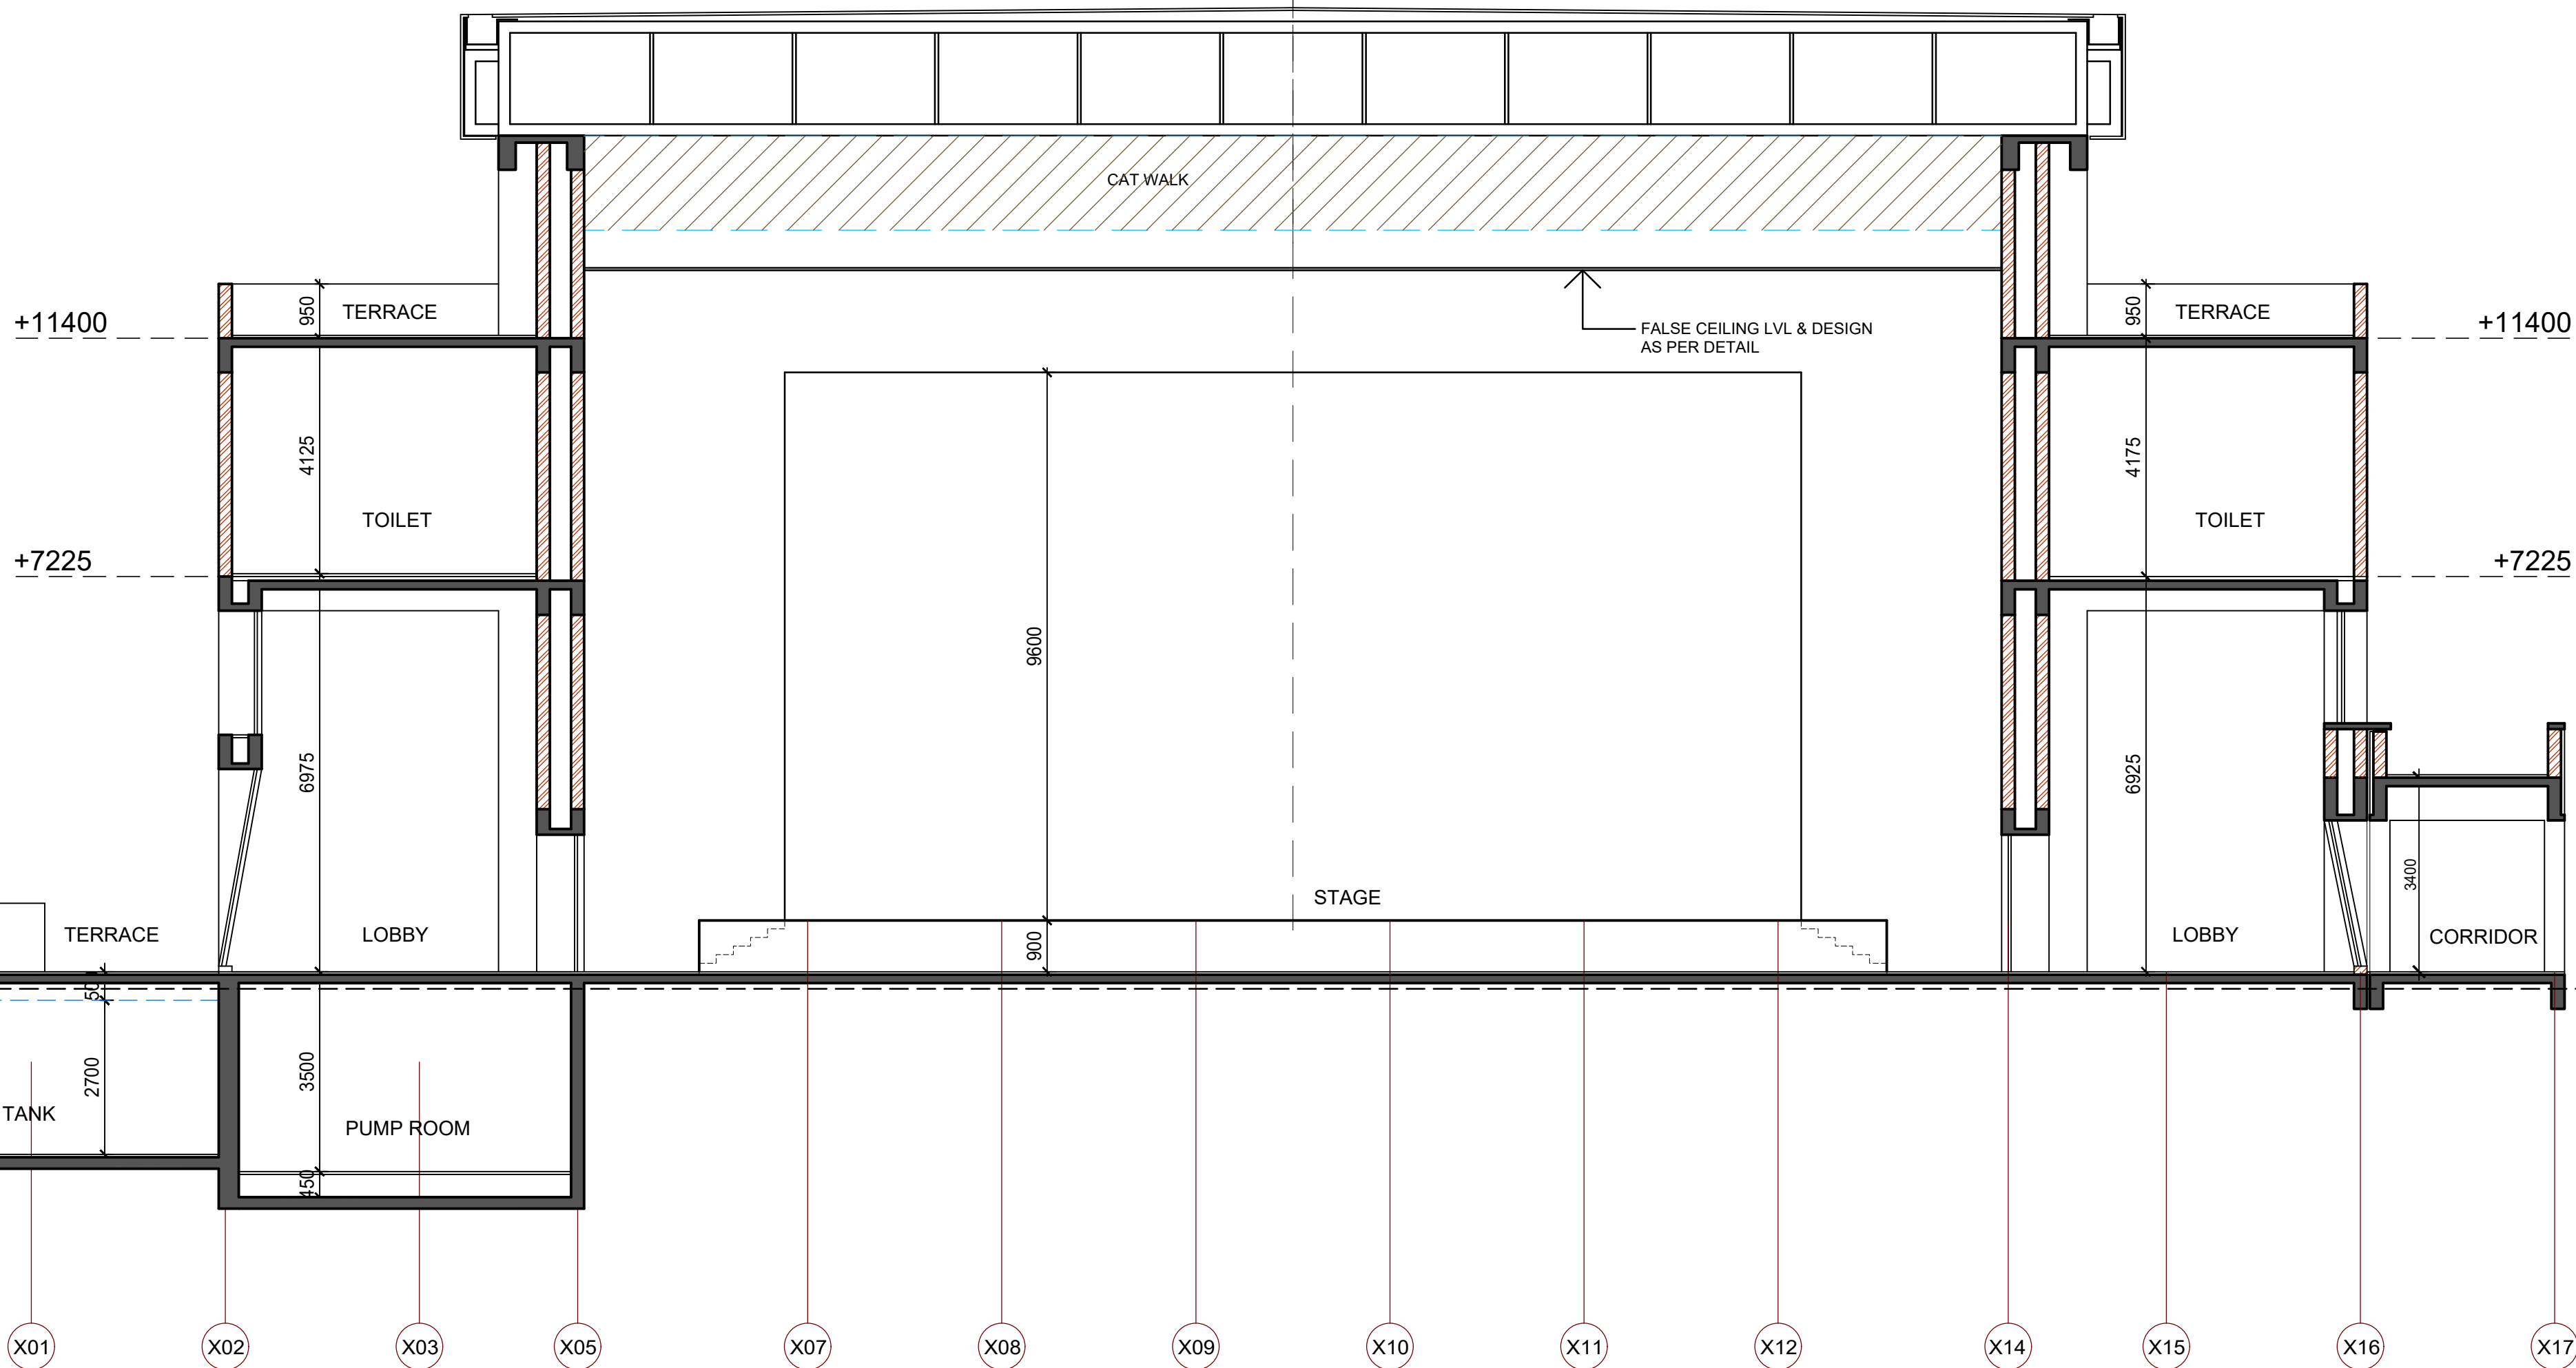 CAT WALK
950
TERRACE
950
TERRACE
+11400
+11400
FALSE CEILING LVL & DESIGN
AS PER DETAIL
4125
4175
TOILET
TOILET
+7225
+7225
9600
6975
6925
3400
STAGE
TERRACE
LOBBY
900
LOBBY
CORRIDOR
2700
3500
TANK
PUMP ROOM
450
X01
X02
X03
X05
X07
X08
X09
X10
X11
X12
X14
X15
X16
X17